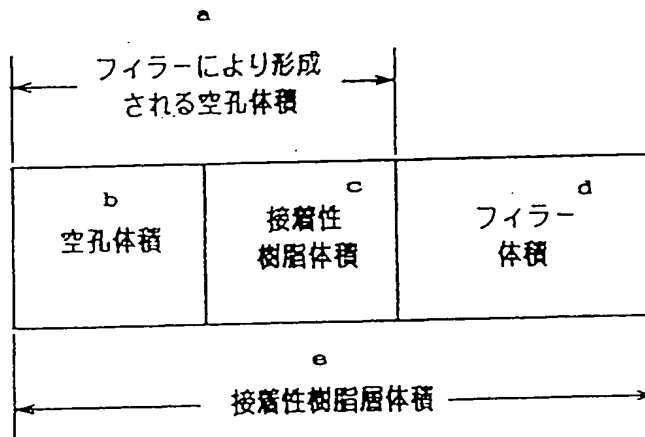 a
フィラーにより形成
される空孔体積
b
空孔体積
c
接着性
樹脂体積
d
フィラー
体積
e
接着性樹脂層体積